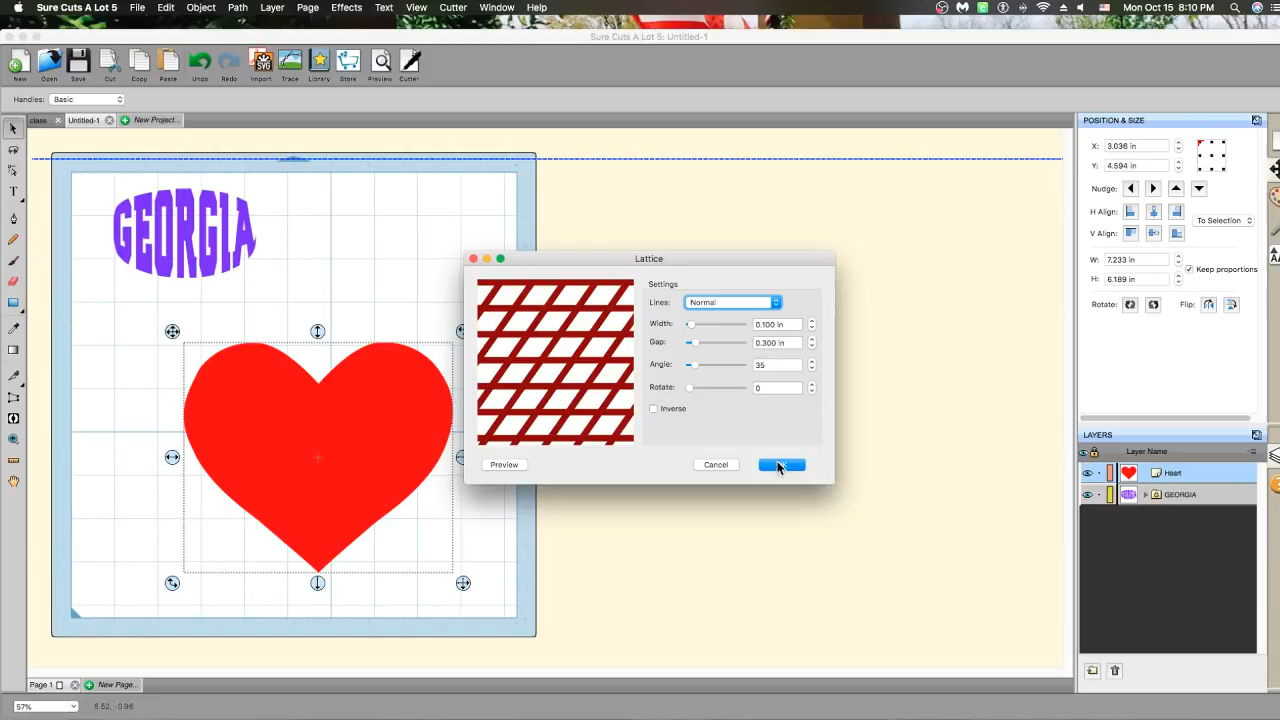 Sure Cuts A Lot 5 File Edit Object Path Layer Page Effects Text View Cutter Window Help Mon Oct 15 8:10 PM
Sure Cuts A Lot 5: Untitled-1
New Open Save Cut Copy Paste Undo Redo Import Trace Library Store Preview Cutter
SVG
Handles: Basic
class Untitled-1 New Project...
POSITION & SIZE
X: 3.036 in
Y: 4.594 in
Nudge:
H Align: To Selection
V Align:
W: 7.233 in
H: 6.189 in Keep proportions
Rotate: Flip:
GEORGIA
Lattice
Settings
Lines: Normal
Width: 0.100 in
Gap: 0.300 in
Angle: 35
Rotate: 0
Inverse
Preview Cancel
LAYERS
Layer Name
Heart
GEORGIA
Page 1 New Page...
57% 6.52, -0.96